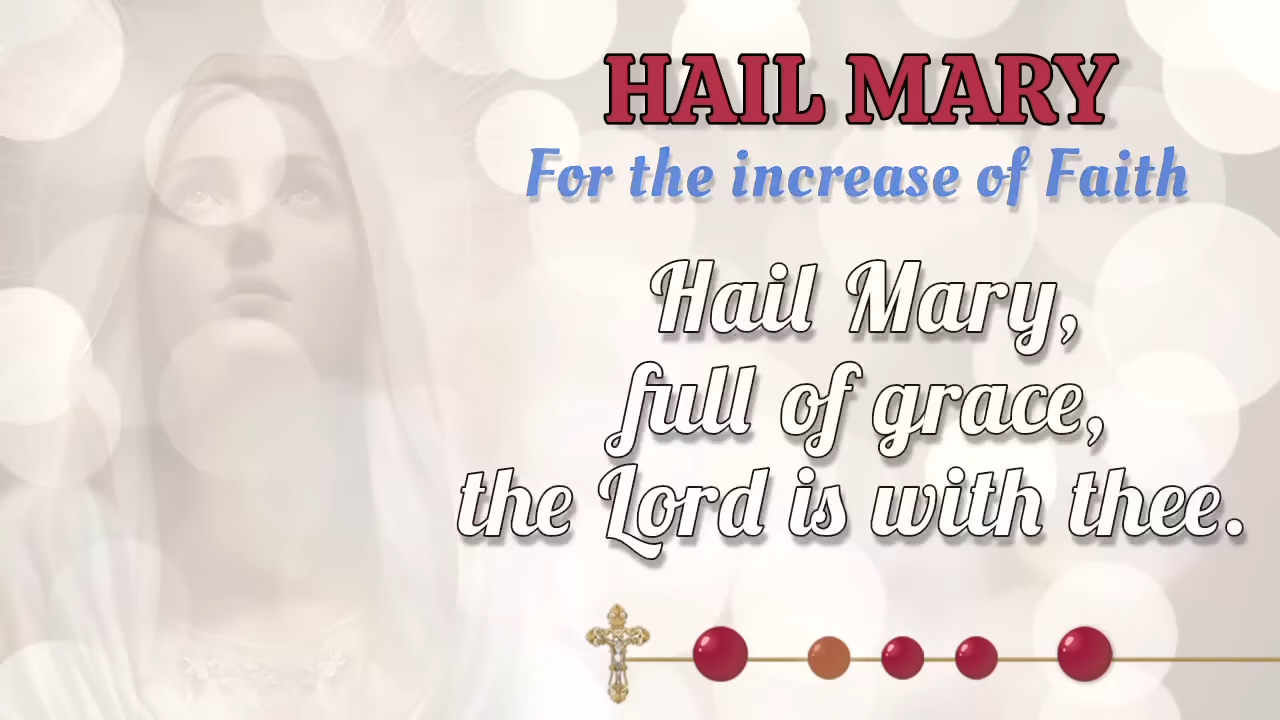 HAIL MARY
For the increase of Faith
Hail Mary,
full of grace,
the Lord is with thee.